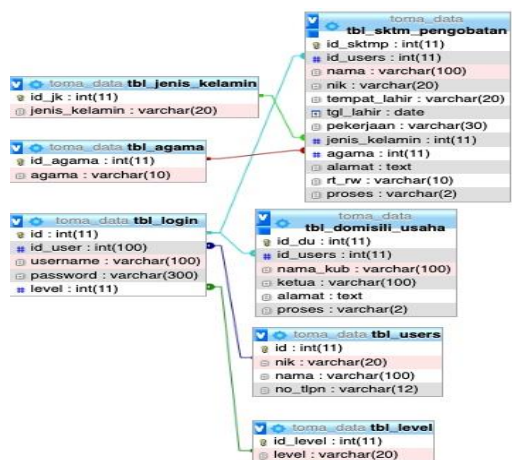 toma_data
tbl_sktm_pengobatan
id_sktmp : int(11)
id_users : int(11)
nama : varchar(100)
nik : varchar(20)
tempat_lahir : varchar(20)
tgl_lahir : date
pekerjaan : varchar(30)
jenis_kelamin : int(11)
agama : int(11)
alamat : text
rt_rw : varchar(10)
proses : varchar(2)
toma_data tbl_jenis_kelamin
id_jk : int(11)
jenis_kelamin : varchar(20)
toma_data tbl_agama
id_agama : int(11)
agama : varchar(10)
toma_data tbl_login
id : int(11)
id_user : int(100)
username : varchar(100)
password : varchar(300)
level : int(11)
toma_data
tbl_domisili_usaha
id_du : int(11)
id_users : int(11)
nama_kub : varchar(100)
ketua : varchar(100)
alamat : text
proses : varchar(2)
toma_data tbl_users
id : int(11)
nik : varchar(20)
nama : varchar(100)
no_tlpn : varchar(12)
toma_data tbl_level
id_level : int(11)
level : varchar(20)